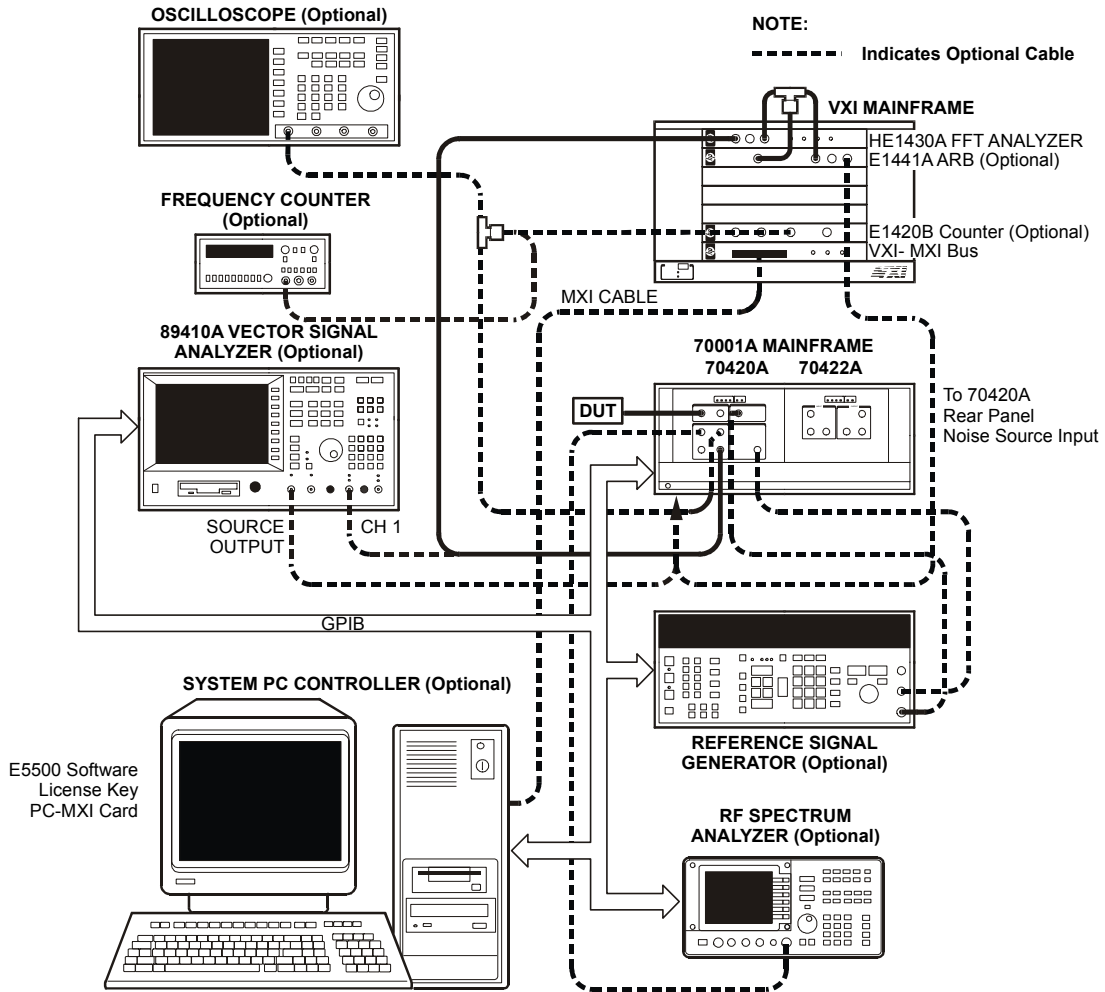 OSCILLOSCOPE (Optional)
NOTE:
Indicates Optional Cable
VXI MAINFRAME
HE1430A FFT ANALYZER
E1441A ARB (Optional)
FREQUENCY COUNTER
(Optional)
E1420B Counter (Optional)
VXI- MXI Bus
VXI
MXI CABLE
89410A VECTOR SIGNAL
ANALYZER (Optional)
70001A MAINFRAME
70420A 70422A
DUT
To 70420A
Rear Panel
Noise Source Input
SOURCE
OUTPUT
CH 1
GPIB
SYSTEM PC CONTROLLER (Optional)
E5500 Software
License Key
PC-MXI Card
REFERENCE SIGNAL
GENERATOR (Optional)
RF SPECTRUM
ANALYZER (Optional)